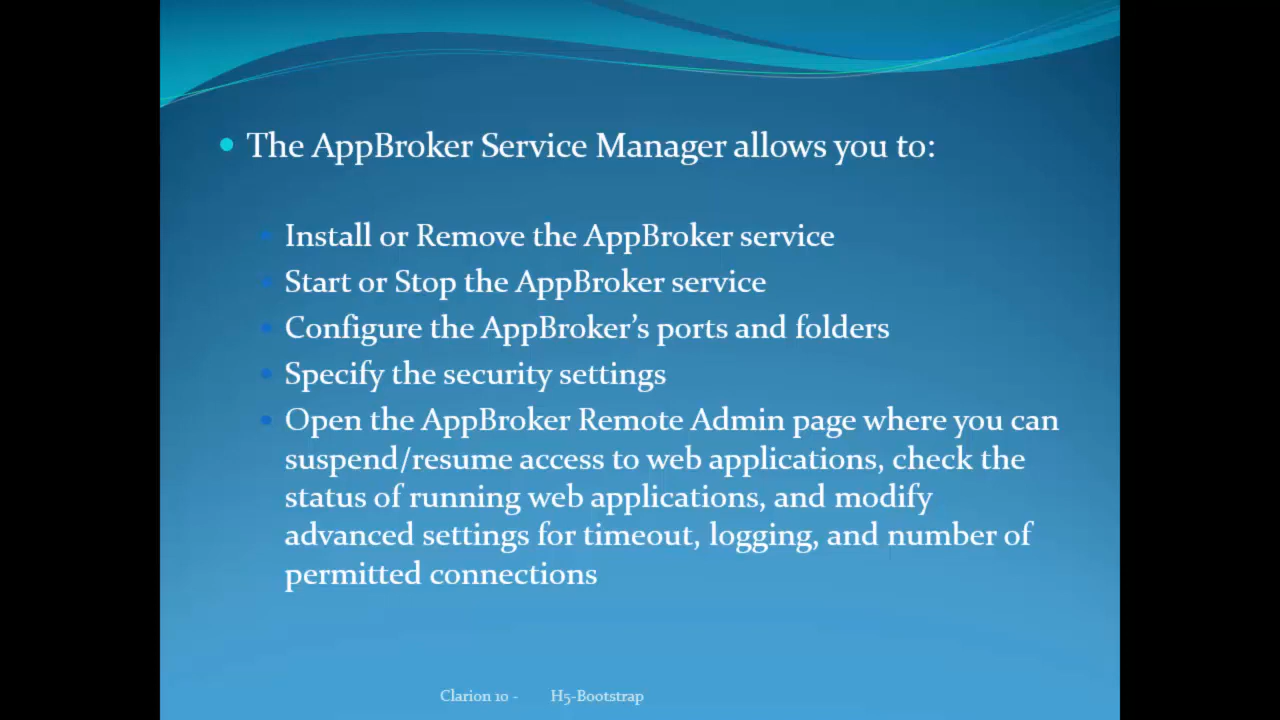 The AppBroker Service Manager allows you to:
Install or Remove the AppBroker service
Start or Stop the AppBroker service
Configure the AppBroker’s ports and folders
Specify the security settings
Open the AppBroker Remote Admin page where you can
suspend/resume access to web applications, check the
status of running web applications, and modify
advanced settings for timeout, logging, and number of
permitted connections
Clarion 10 - H5-Bootstrap